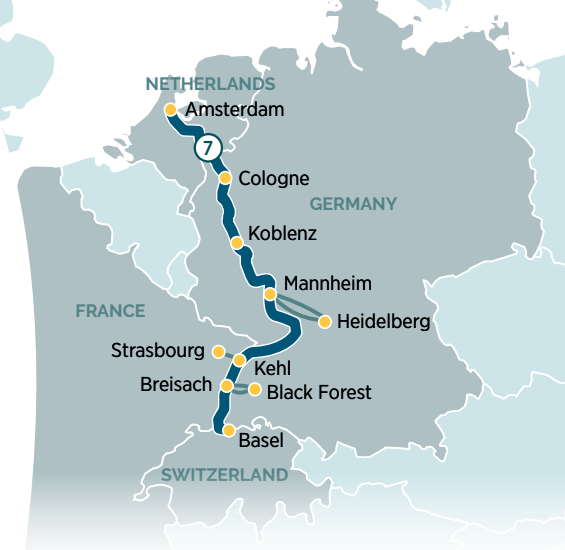 NETHERLANDS
Amsterdam
7
Cologne
GERMANY
Koblenz
Mannheim
FRANCE
Heidelberg
Strasbourg
Kehl
Breisach
Black Forest
Basel
SWITZERLAND